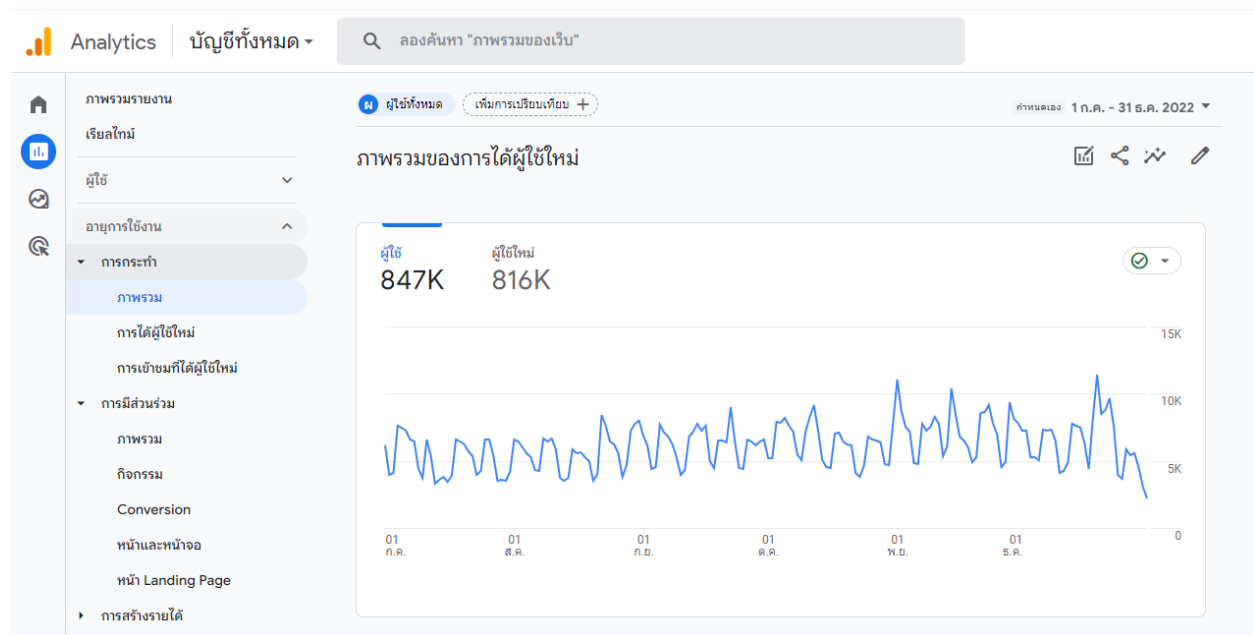 Analytics
บัญชีทั้งหมด
ลองค้นหา "ภาพรวมของเว็บ"
ภาพรวมรายงาน
เรียลไทม์
ผู้ใช้
อายุการใช้งาน
การกระทำ
ภาพรวม
การได้ผู้ใช้ใหม่
การเข้าชมที่ได้ผู้ใช้ใหม่
การมีส่วนร่วม
ภาพรวม
กิจกรรม
Conversion
หน้าและหน้าจอ
หน้า Landing Page
การสร้างรายได้
ผ ผู้ใช้ทั้งหมด
เพิ่มการเปรียบเทียบ +
กำหนดเอง 1 ก.ค. - 31 ธ.ค. 2022
ภาพรวมของการได้ผู้ใช้ใหม่
ผู้ใช้ ผู้ใช้ใหม่
847K 816K
15K
10K
5K
0
01 01 01 01 01 01
ก.ค. ส.ค. ก.ย. ต.ค. พ.ย. ธ.ค.